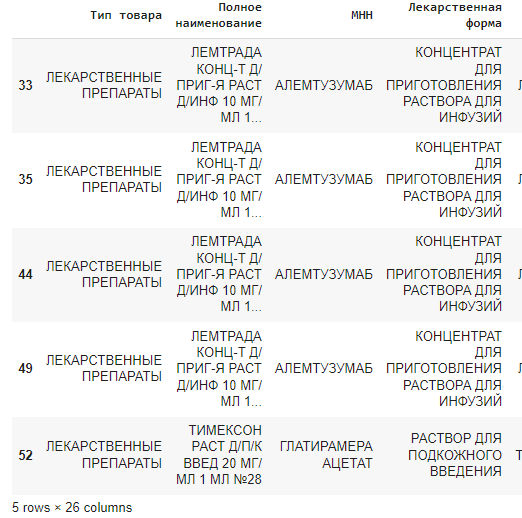 Тип товара Полное наименование МНН Лекарственная форма
33 ЛЕКАРСТВЕННЫЕ ПРЕПАРАТЫ ЛЕМТРАДА КОНЦ-Т Д/ПРИГ-Я РАСТ Д/ИНФ 10 МГ/МЛ 1... АЛЕМТУЗУМАБ КОНЦЕНТРАТ ДЛЯ ПРИГОТОВЛЕНИЯ РАСТВОРА ДЛЯ ИНФУЗИЙ
35 ЛЕКАРСТВЕННЫЕ ПРЕПАРАТЫ ЛЕМТРАДА КОНЦ-Т Д/ПРИГ-Я РАСТ Д/ИНФ 10 МГ/МЛ 1... АЛЕМТУЗУМАБ КОНЦЕНТРАТ ДЛЯ ПРИГОТОВЛЕНИЯ РАСТВОРА ДЛЯ ИНФУЗИЙ
44 ЛЕКАРСТВЕННЫЕ ПРЕПАРАТЫ ЛЕМТРАДА КОНЦ-Т Д/ПРИГ-Я РАСТ Д/ИНФ 10 МГ/МЛ 1... АЛЕМТУЗУМАБ КОНЦЕНТРАТ ДЛЯ ПРИГОТОВЛЕНИЯ РАСТВОРА ДЛЯ ИНФУЗИЙ
49 ЛЕКАРСТВЕННЫЕ ПРЕПАРАТЫ ЛЕМТРАДА КОНЦ-Т Д/ПРИГ-Я РАСТ Д/ИНФ 10 МГ/МЛ 1... АЛЕМТУЗУМАБ КОНЦЕНТРАТ ДЛЯ ПРИГОТОВЛЕНИЯ РАСТВОРА ДЛЯ ИНФУЗИЙ
52 ЛЕКАРСТВЕННЫЕ ПРЕПАРАТЫ ТИМЕКСОН РАСТ Д/П/К ВВЕД 20 МГ/МЛ 1 МЛ №28 ГЛАТИРАМЕРА АЦЕТАТ РАСТВОР ДЛЯ ПОДКОЖНОГО ВВЕДЕНИЯ
5 rows × 26 columns